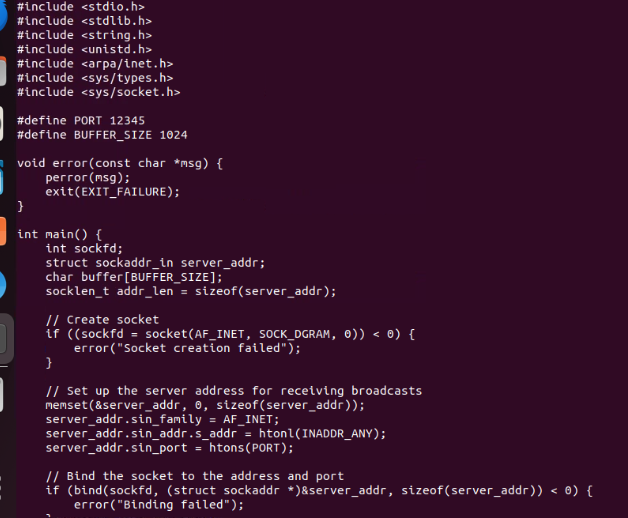 #include <stdio.h>
#include <stdlib.h>
#include <string.h>
#include <unistd.h>
#include <arpa/inet.h>
#include <sys/types.h>
#include <sys/socket.h>

#define PORT 12345
#define BUFFER_SIZE 1024

void error(const char *msg) {
    perror(msg);
    exit(EXIT_FAILURE);
}

int main() {
    int sockfd;
    struct sockaddr_in server_addr;
    char buffer[BUFFER_SIZE];
    socklen_t addr_len = sizeof(server_addr);

    // Create socket
    if ((sockfd = socket(AF_INET, SOCK_DGRAM, 0)) < 0) {
        error("Socket creation failed");
    }

    // Set up the server address for receiving broadcasts
    memset(&server_addr, 0, sizeof(server_addr));
    server_addr.sin_family = AF_INET;
    server_addr.sin_addr.s_addr = htonl(INADDR_ANY);
    server_addr.sin_port = htons(PORT);

    // Bind the socket to the address and port
    if (bind(sockfd, (struct sockaddr *)&server_addr, sizeof(server_addr)) < 0) {
        error("Binding failed");
    }